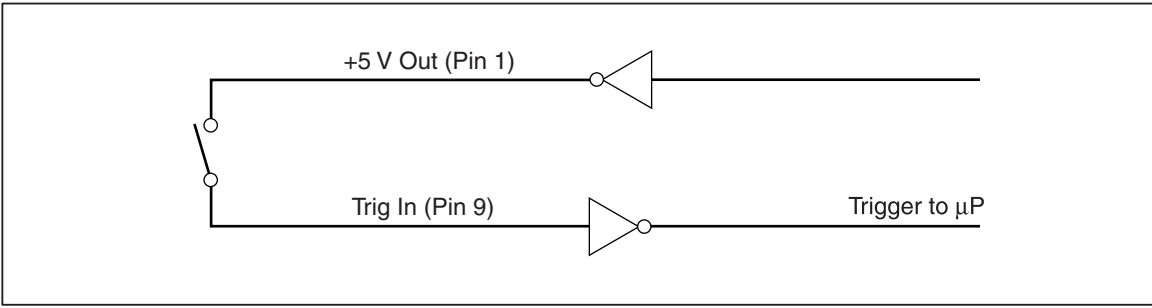 +5 V Out (Pin 1)
Trig In (Pin 9)
Trigger to µP